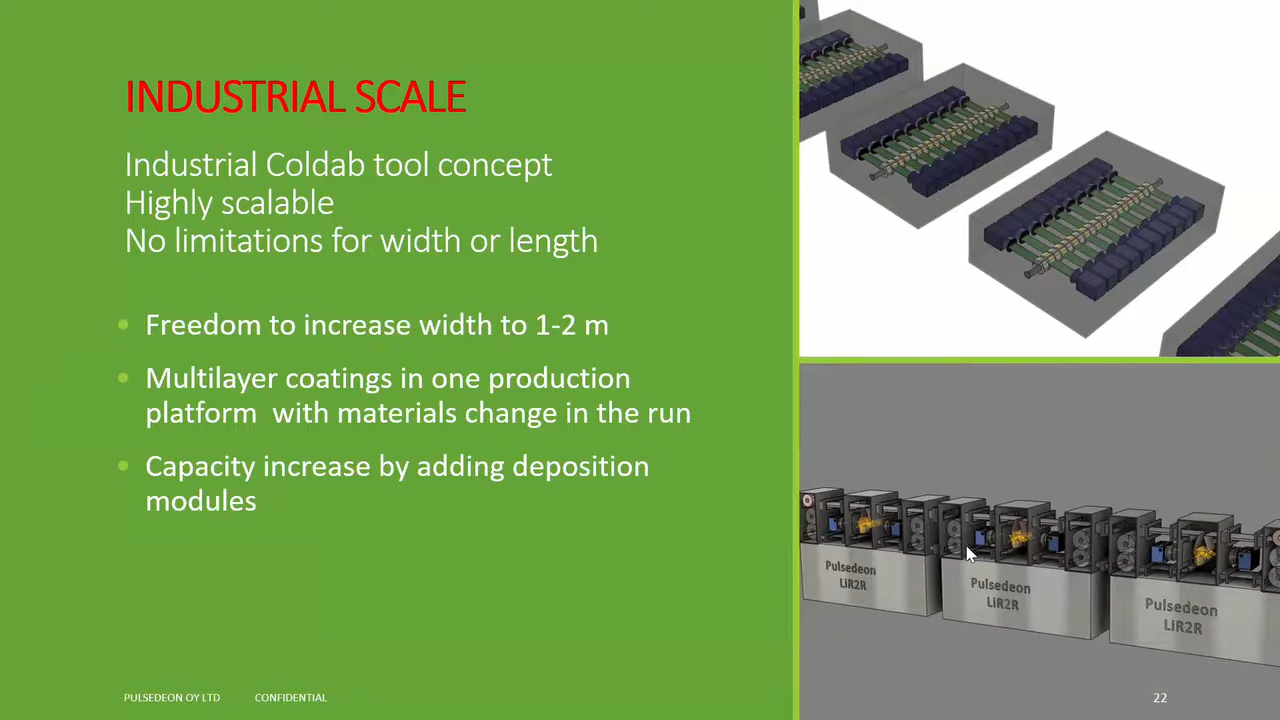 INDUSTRIAL SCALE
Industrial Coldab tool concept
Highly scalable
No limitations for width or length
• Freedom to increase width to 1-2 m
• Multilayer coatings in one production
platform with materials change in the run
• Capacity increase by adding deposition
modules
Pulsedeon
LiR2R
Pulsedeon
LiR2R
Pulsedeon
LiR2R
PULSEDEON OY LTD CONFIDENTIAL
22